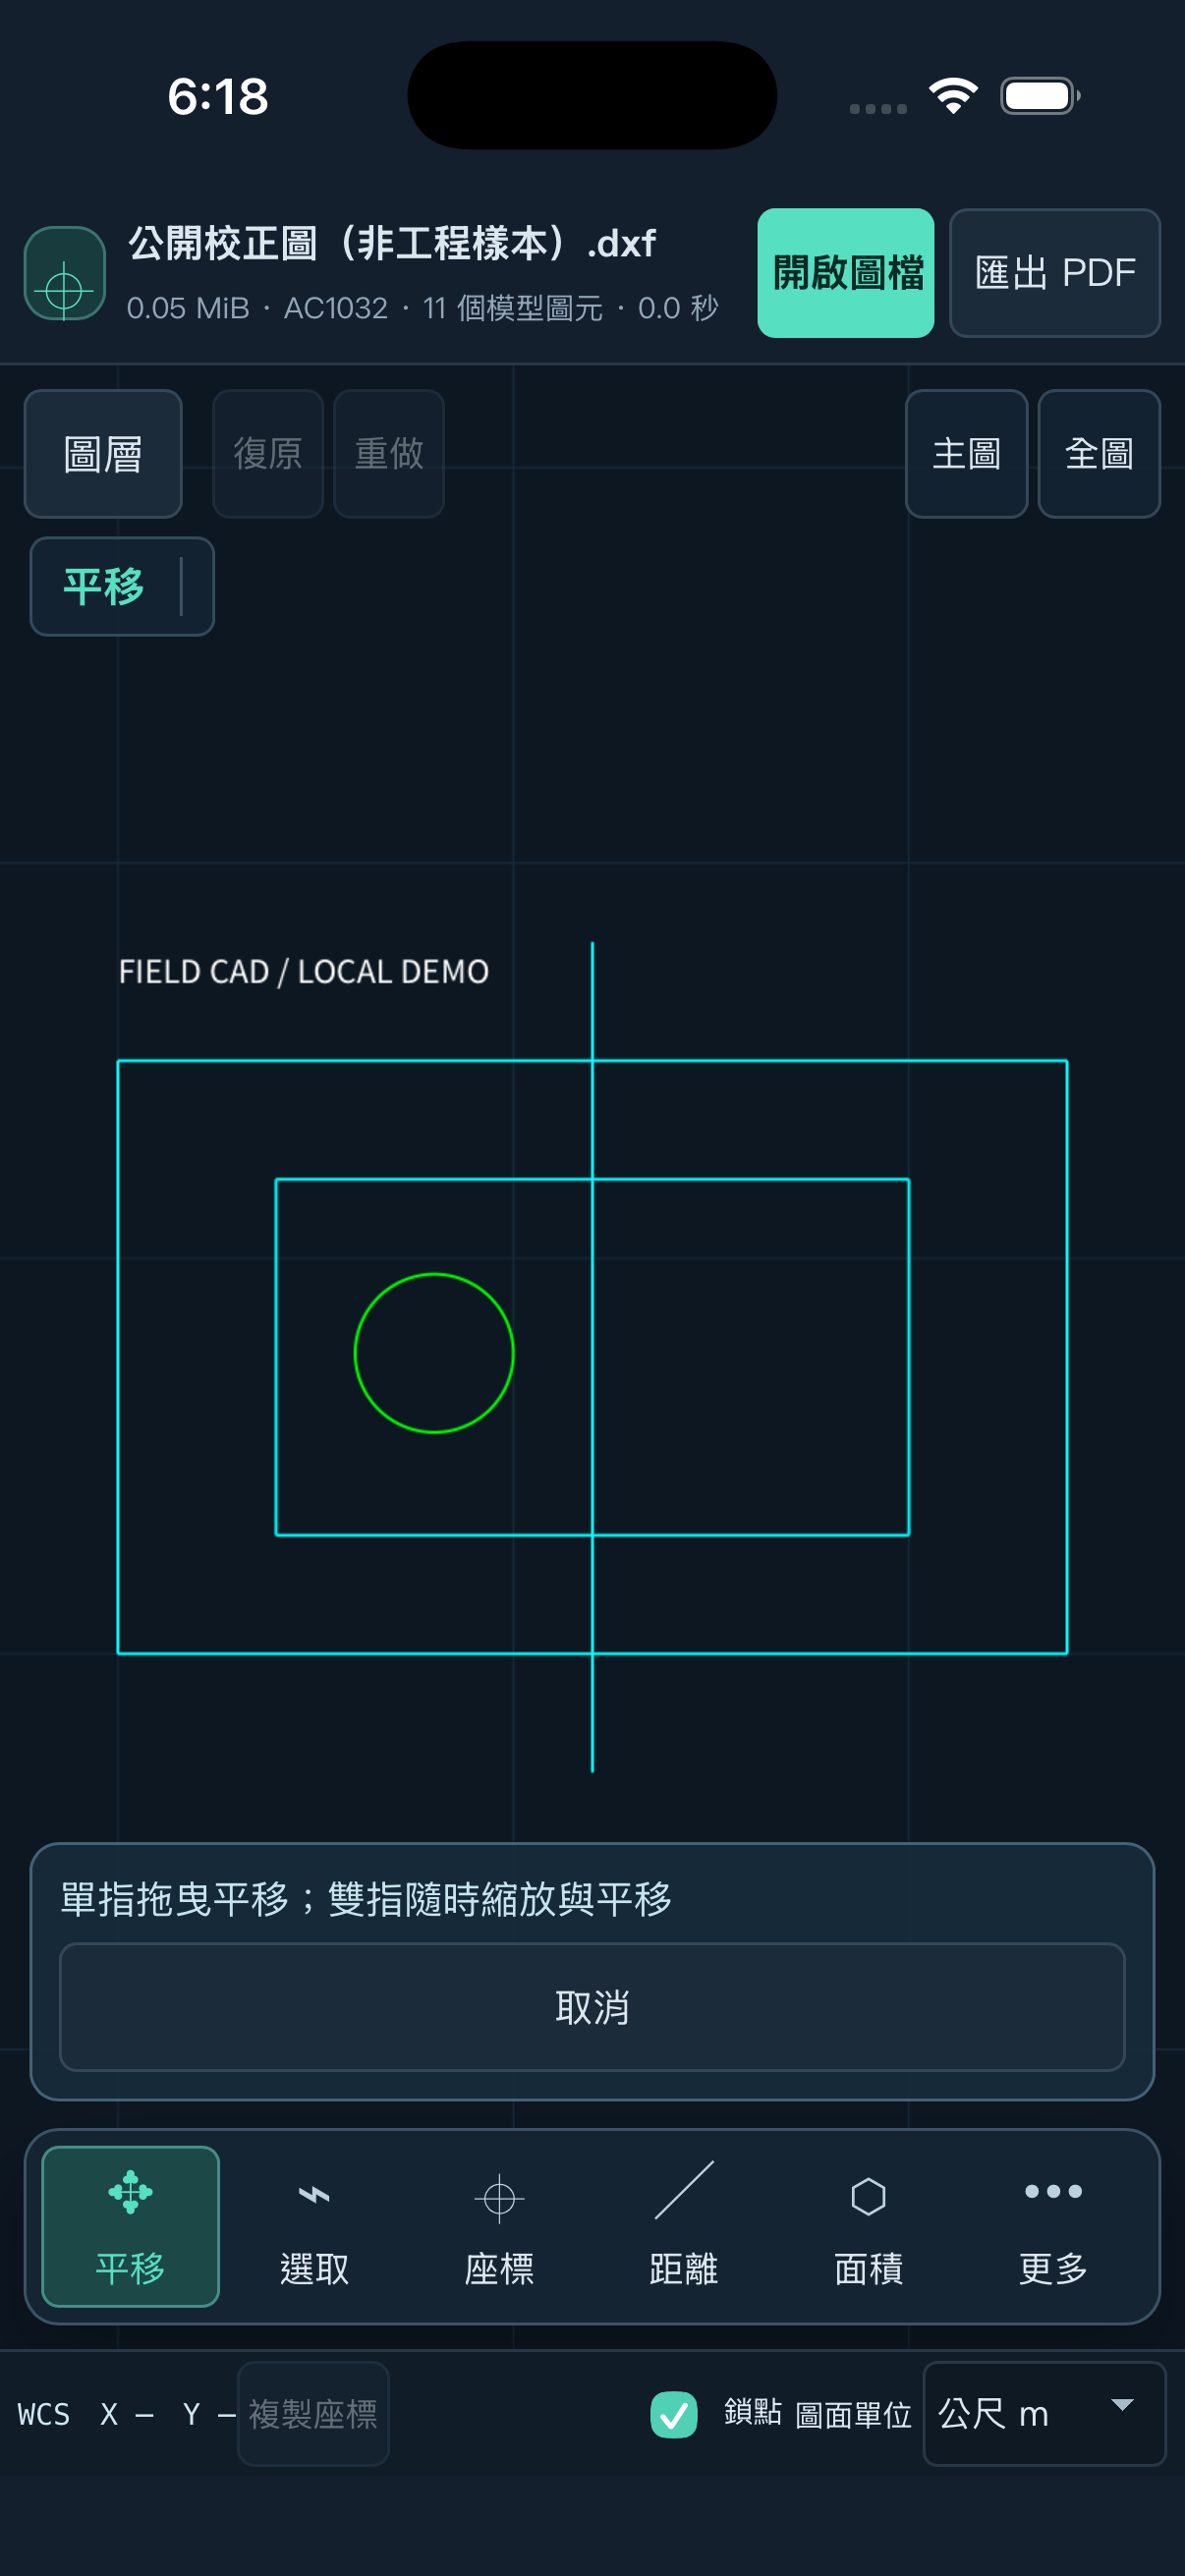 6:18
公開校正圖（非工程樣本）.dxf
0.05 MiB · AC1032 · 11 個模型圖元 · 0.0 秒
開啟圖檔
匯出 PDF
圖層
復原
重做
主圖
全圖
平移
FIELD CAD / LOCAL DEMO
單指拖曳平移；雙指隨時縮放與平移
取消
平移
選取
座標
距離
面積
更多
WCS X — Y —
複製座標
鎖點
圖面單位
公尺 m